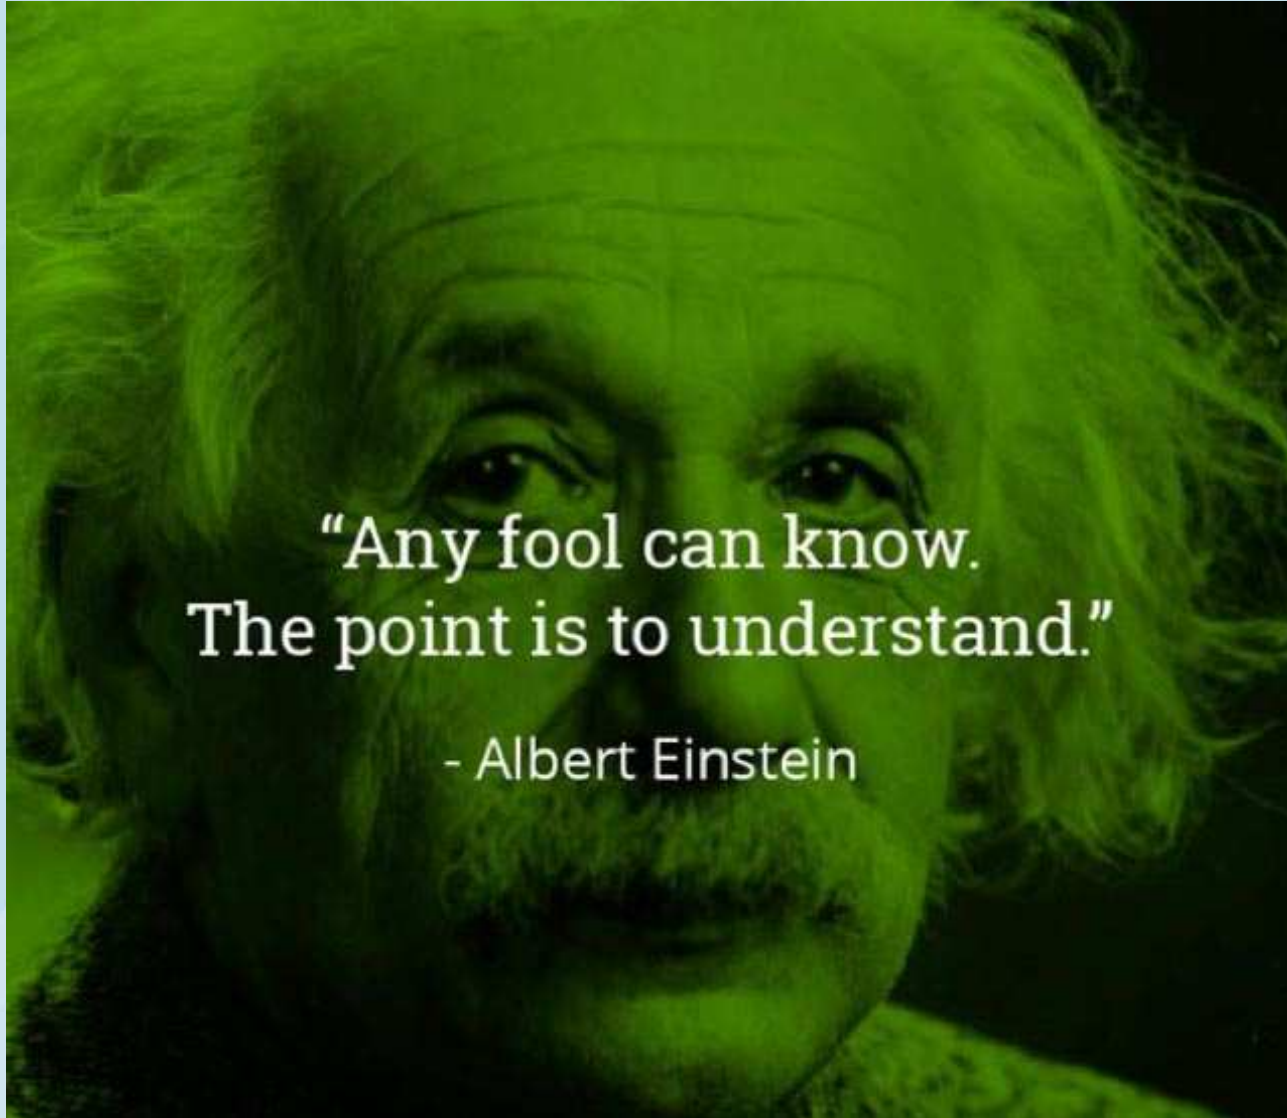 “Any fool can know.
The point is to understand.”
- Albert Einstein